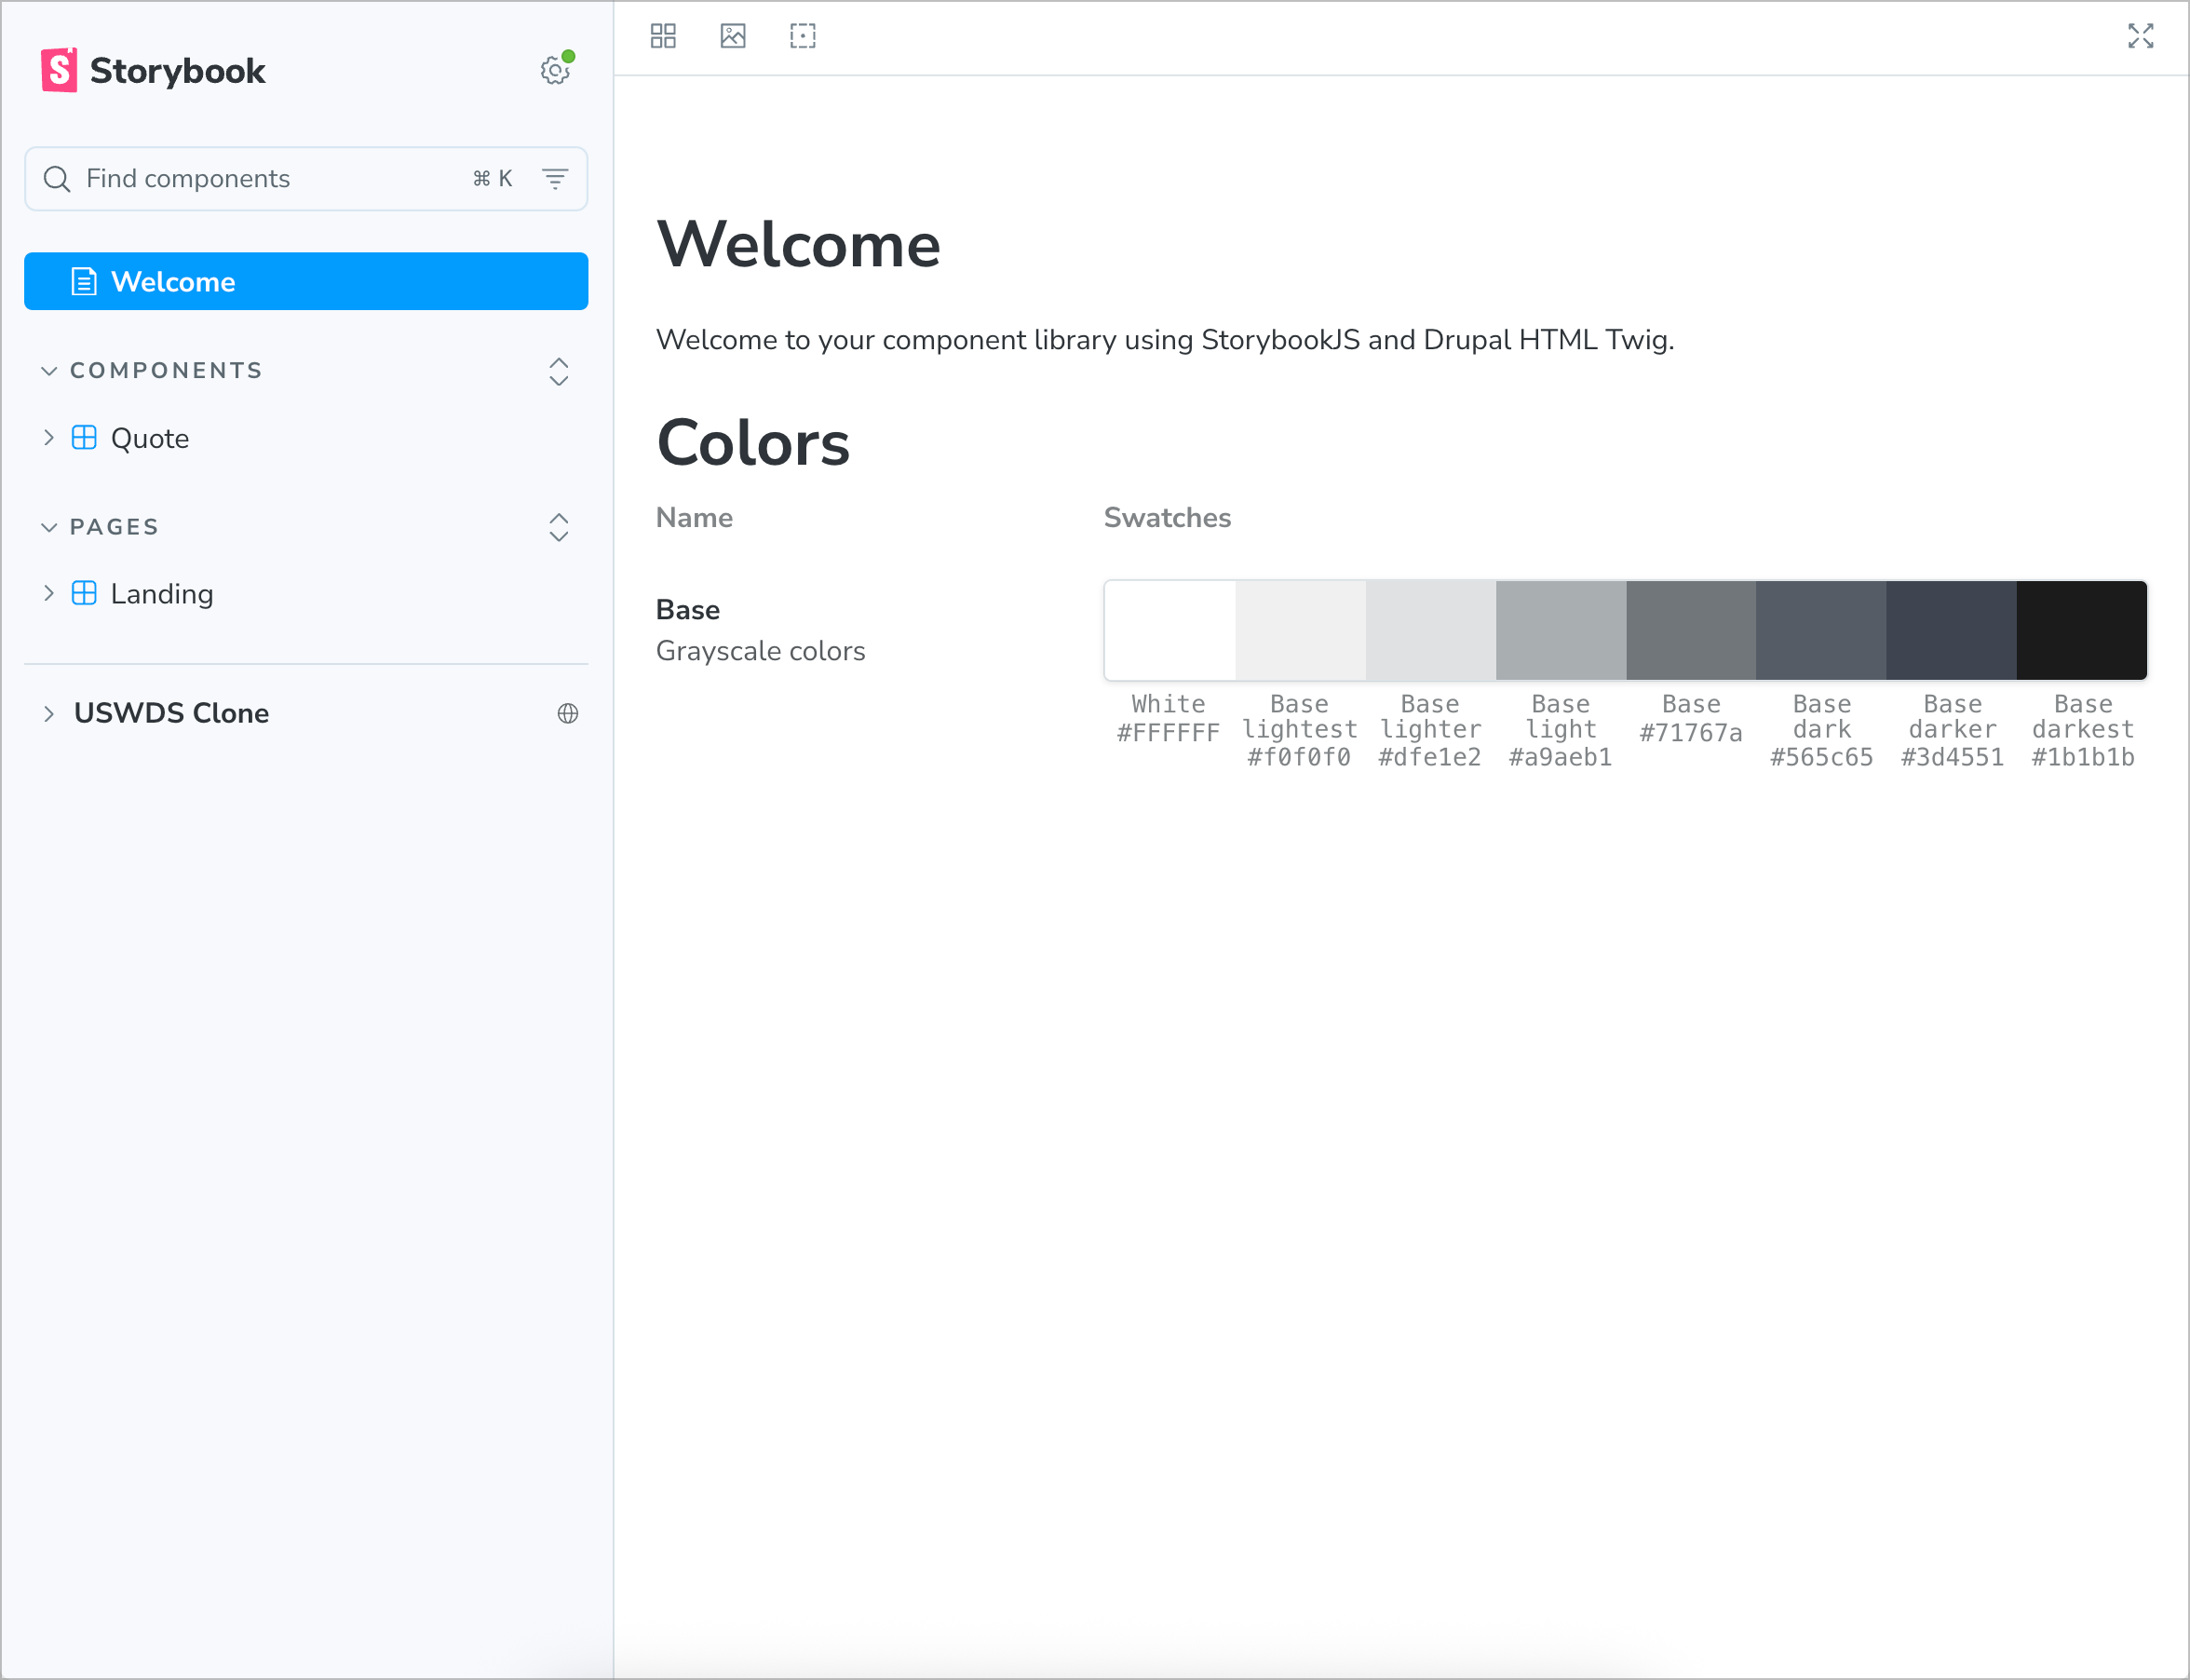 Storybook
Find components
⌘ K
Welcome
COMPONENTS
Quote
PAGES
Landing
USWDS Clone
Welcome
Welcome to your component library using StorybookJS and Drupal HTML Twig.
Colors
Name
Swatches
Base
Grayscale colors
White
#FFFFFF
Base
lightest
#f0f0f0
Base
lighter
#dfe1e2
Base
light
#a9aeb1
Base
#71767a
Base
dark
#565c65
Base
darker
#3d4551
Base
darkest
#1b1b1b